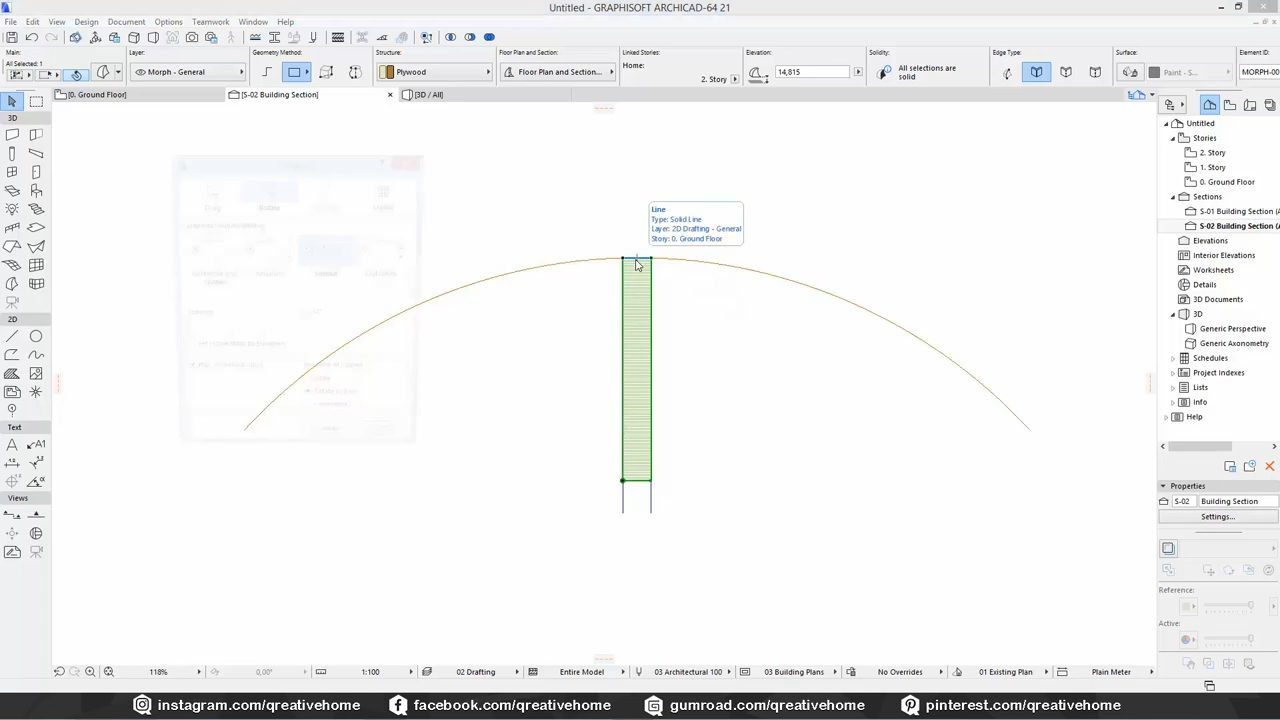 Untitled - GRAPHISOFT ARCHICAD-64 21
File Edit View Design Document Options Teamwork Window Help
Main: Layer: Geometry Method: Structure: Floor Plan and Section: Linked Stories: Elevation: Solidity: Edge Type: Surface: Element ID:
All Selected: 1
Home:
Morph - General
Plywood
Floor Plan and Section...
2. Story
14,815
All selections are solid
Paint - S...
MORPH-00
[0. Ground Floor]
[S-02 Building Section]
[3D / All]
3D
2D
Text
Views
Line
Type: Solid Line
Layer: 2D Drafting - General
Story: 0. Ground Floor
Untitled
Stories
2. Story
1. Story
0. Ground Floor
Sections
S-01 Building Section (A
S-02 Building Section (A
Elevations
Interior Elevations
Worksheets
Details
3D Documents
3D
Generic Perspective
Generic Axonometry
Schedules
Project Indexes
Lists
Info
Help
Properties
S-02 Building Section
Settings...
Reference:
Active:
118% 0,00° 1:100 02 Drafting Entire Model 03 Architectural 100 03 Building Plans No Overrides 01 Existing Plan Plain Meter
instagram.com/qreativehome facebook.com/qreativehome gumroad.com/qreativehome pinterest.com/qreativehome